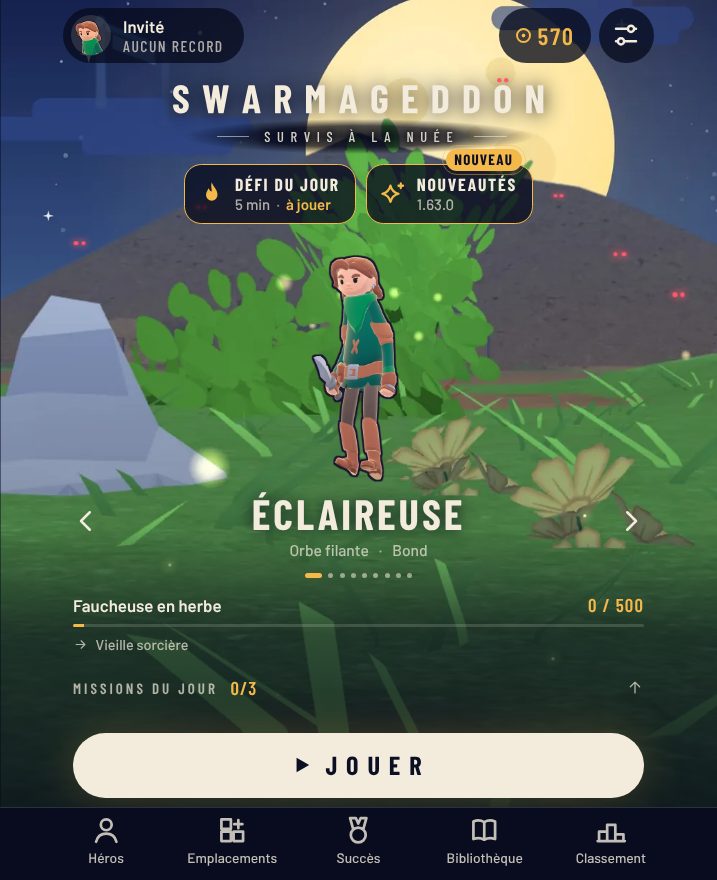 Invité
AUCUN RECORD
570
SWARMAGEDDON
SURVIS À LA NUÉE
NOUVEAU
DÉFI DU JOUR
5 min · à jouer
NOUVEAUTÉS
1.63.0
ÉCLAIREUSE
Orbe filante · Bond
Faucheuse en herbe
0 / 500
→ Vieille sorcière
MISSIONS DU JOUR 0/3
JOUER
Héros
Emplacements
Succès
Bibliothèque
Classement